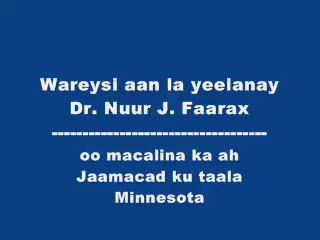 Wareysi aan la yeelanay
Dr. Nuur J. Faarax
-----------------------------------
oo macalina ka ah
Jaamacad ku taala
Minnesota